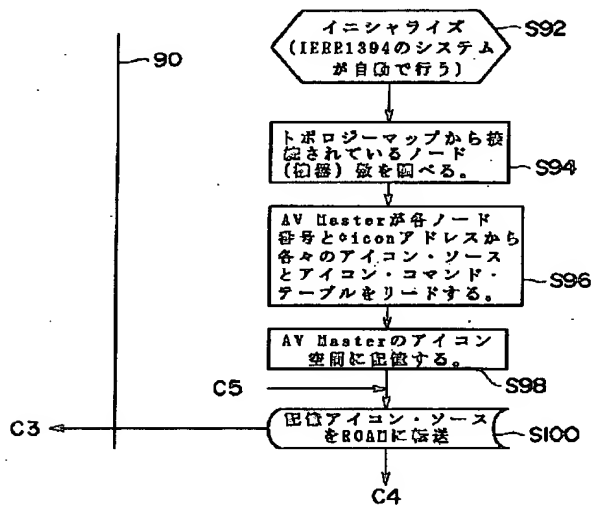 イニシャライズ
(IEEE1394のシステム
が自動で行う)
S92
90
トポロジーマップから接
続されているノード
(機器)数を調べる。
S94
AV Masterが各ノード
番号と¢iconアドレスから
各々のアイコン・ソース
とアイコン・コマンド・
テーブルをリードする。
S96
AV Masterのアイコン
空間に記憶する。
S98
C5
記憶アイコン・ソース
をROADに転送
S100
C3
C4